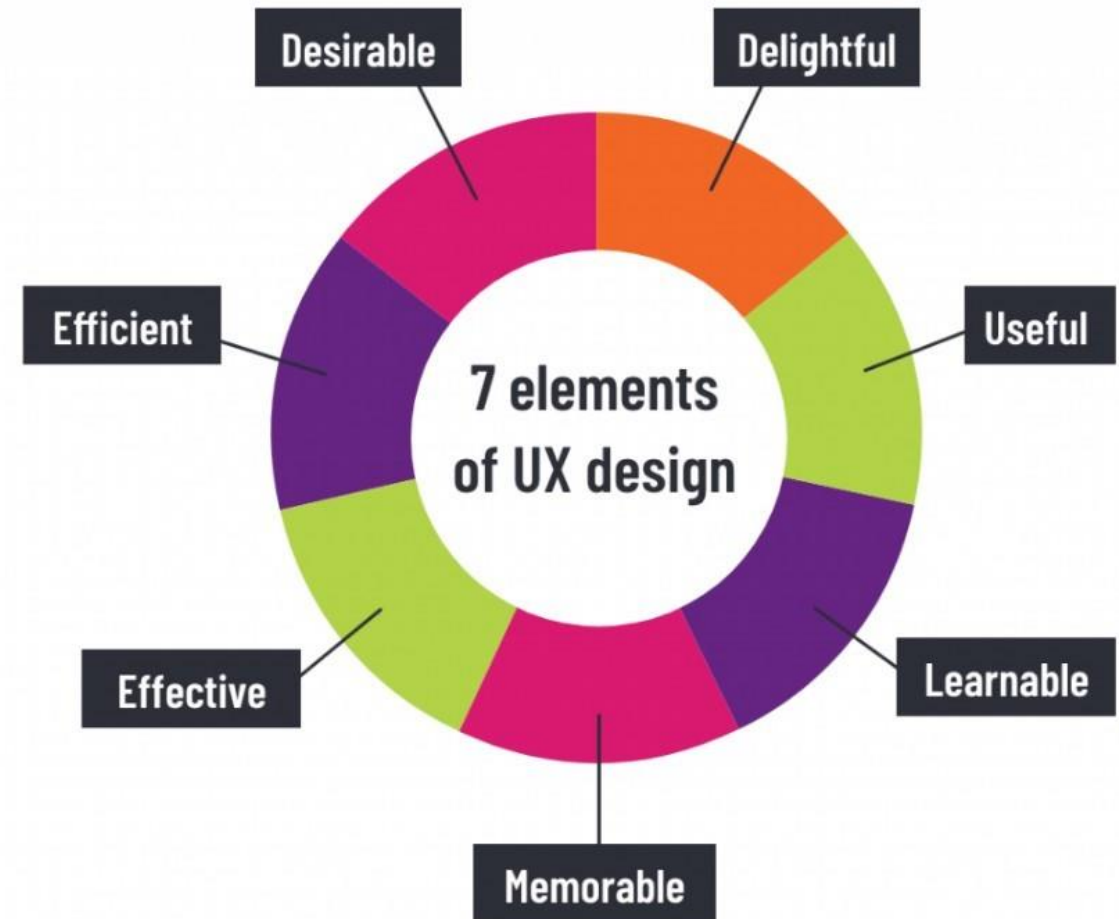 Desirable
Delightful
Efficient
Useful
7 elements
of UX design
Effective
Learnable
Memorable